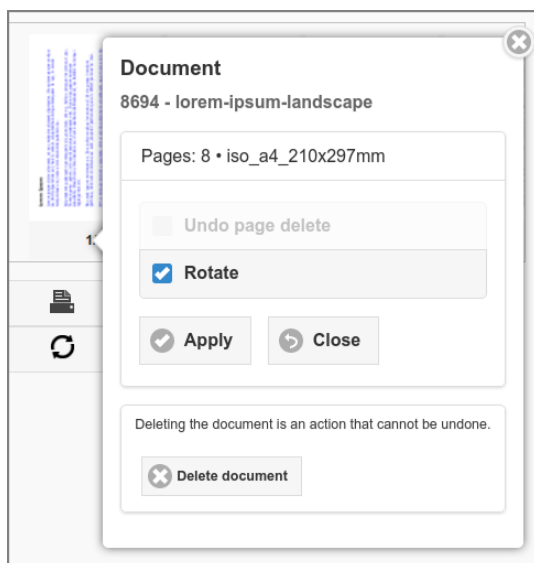 Document
8694 - lorem-ipsum-landscape
Pages: 8 • iso_a4_210x297mm
Undo page delete
Rotate
Apply
Close
Deleting the document is an action that cannot be undone.
Delete document